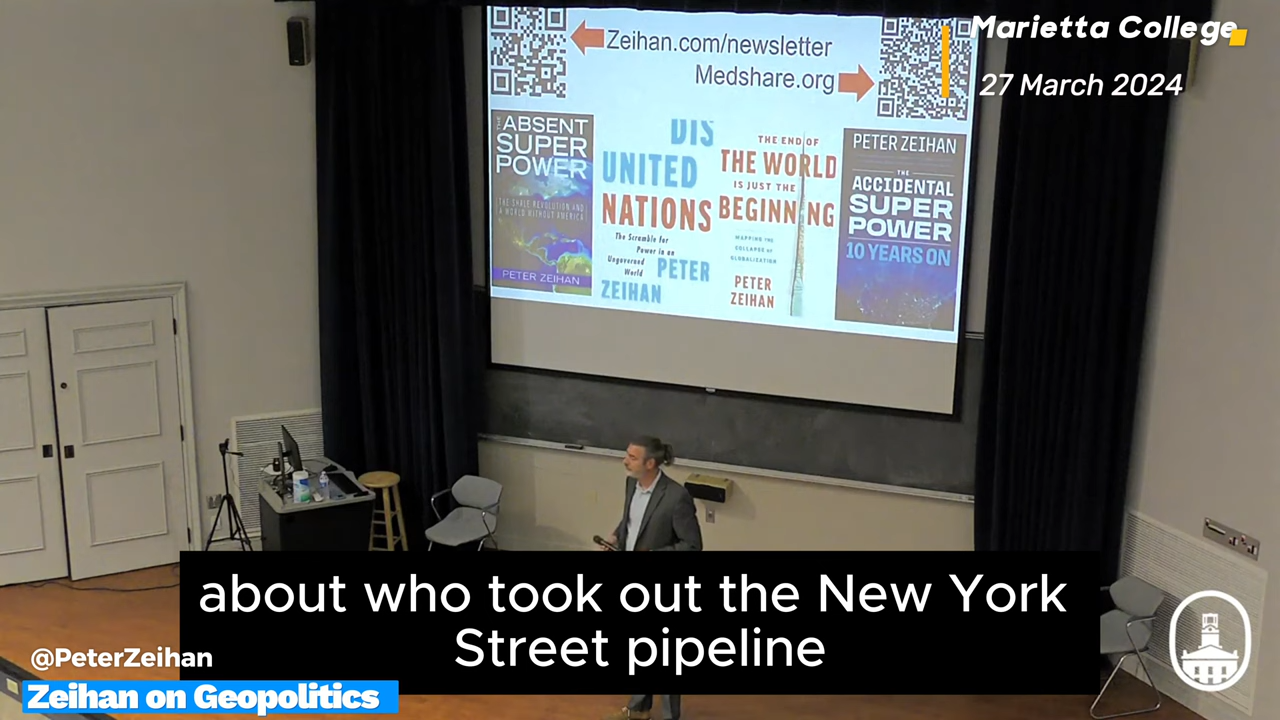 Marietta College
27 March 2024
Zeihan.com/newsletter
Medshare.org
THE
ABSENT
SUPER
POWER
THE SHALE REVOLUTION AND
A WORLD WITHOUT AMERICA
PETER ZEIHAN
DIS
UNITED
NATIONS
The Scramble for
Power in an
Ungoverned
World
PETER
ZEIHAN
THE END OF
THE WORLD
IS JUST THE
BEGINNING
MAPPING THE
COLLAPSE OF
GLOBALIZATION
PETER
ZEIHAN
PETER ZEIHAN
THE
ACCIDENTAL
SUPER
POWER
10 YEARS ON
about who took out the New York
Street pipeline
@PeterZeihan
Zeihan on Geopolitics